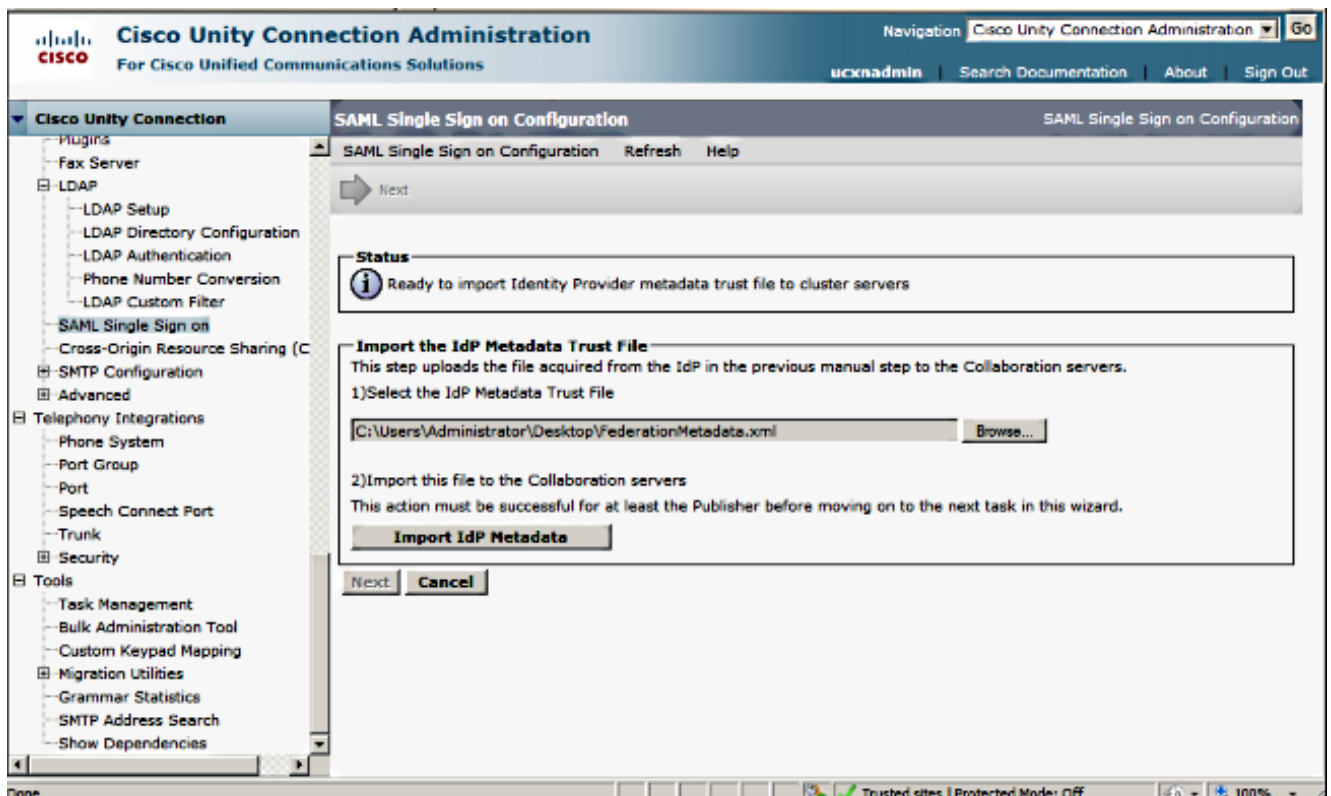 Cisco Unity Connection Administration
For Cisco Unified Communications Solutions
CISCO
Navigation Cisco Unity Connection Administration Go
ucxnadmin | Search Documentation | About | Sign Out
Cisco Unity Connection
Plugins
Fax Server
LDAP
LDAP Setup
LDAP Directory Configuration
LDAP Authentication
Phone Number Conversion
LDAP Custom Filter
SAML Single Sign on
Cross-Origin Resource Sharing (C
SMTP Configuration
Advanced
Telephony Integrations
Phone System
Port Group
Port
Speech Connect Port
Trunk
Security
Tools
Task Management
Bulk Administration Tool
Custom Keypad Mapping
Migration Utilities
Grammar Statistics
SMTP Address Search
Show Dependencies
SAML Single Sign on Configuration
SAML Single Sign on Configuration
SAML Single Sign on Configuration Refresh Help
Next
Status
Ready to import Identity Provider metadata trust file to cluster servers
Import the IdP Metadata Trust File
This step uploads the file acquired from the IdP in the previous manual step to the Collaboration servers.
1)Select the IdP Metadata Trust File
C:\Users\Administrator\Desktop\FederationMetadata.xml Browse...
2)Import this file to the Collaboration servers
This action must be successful for at least the Publisher before moving on to the next task in this wizard.
Import IdP Metadata
Next Cancel
Done Trusted sites | Protected Mode: Off 100%